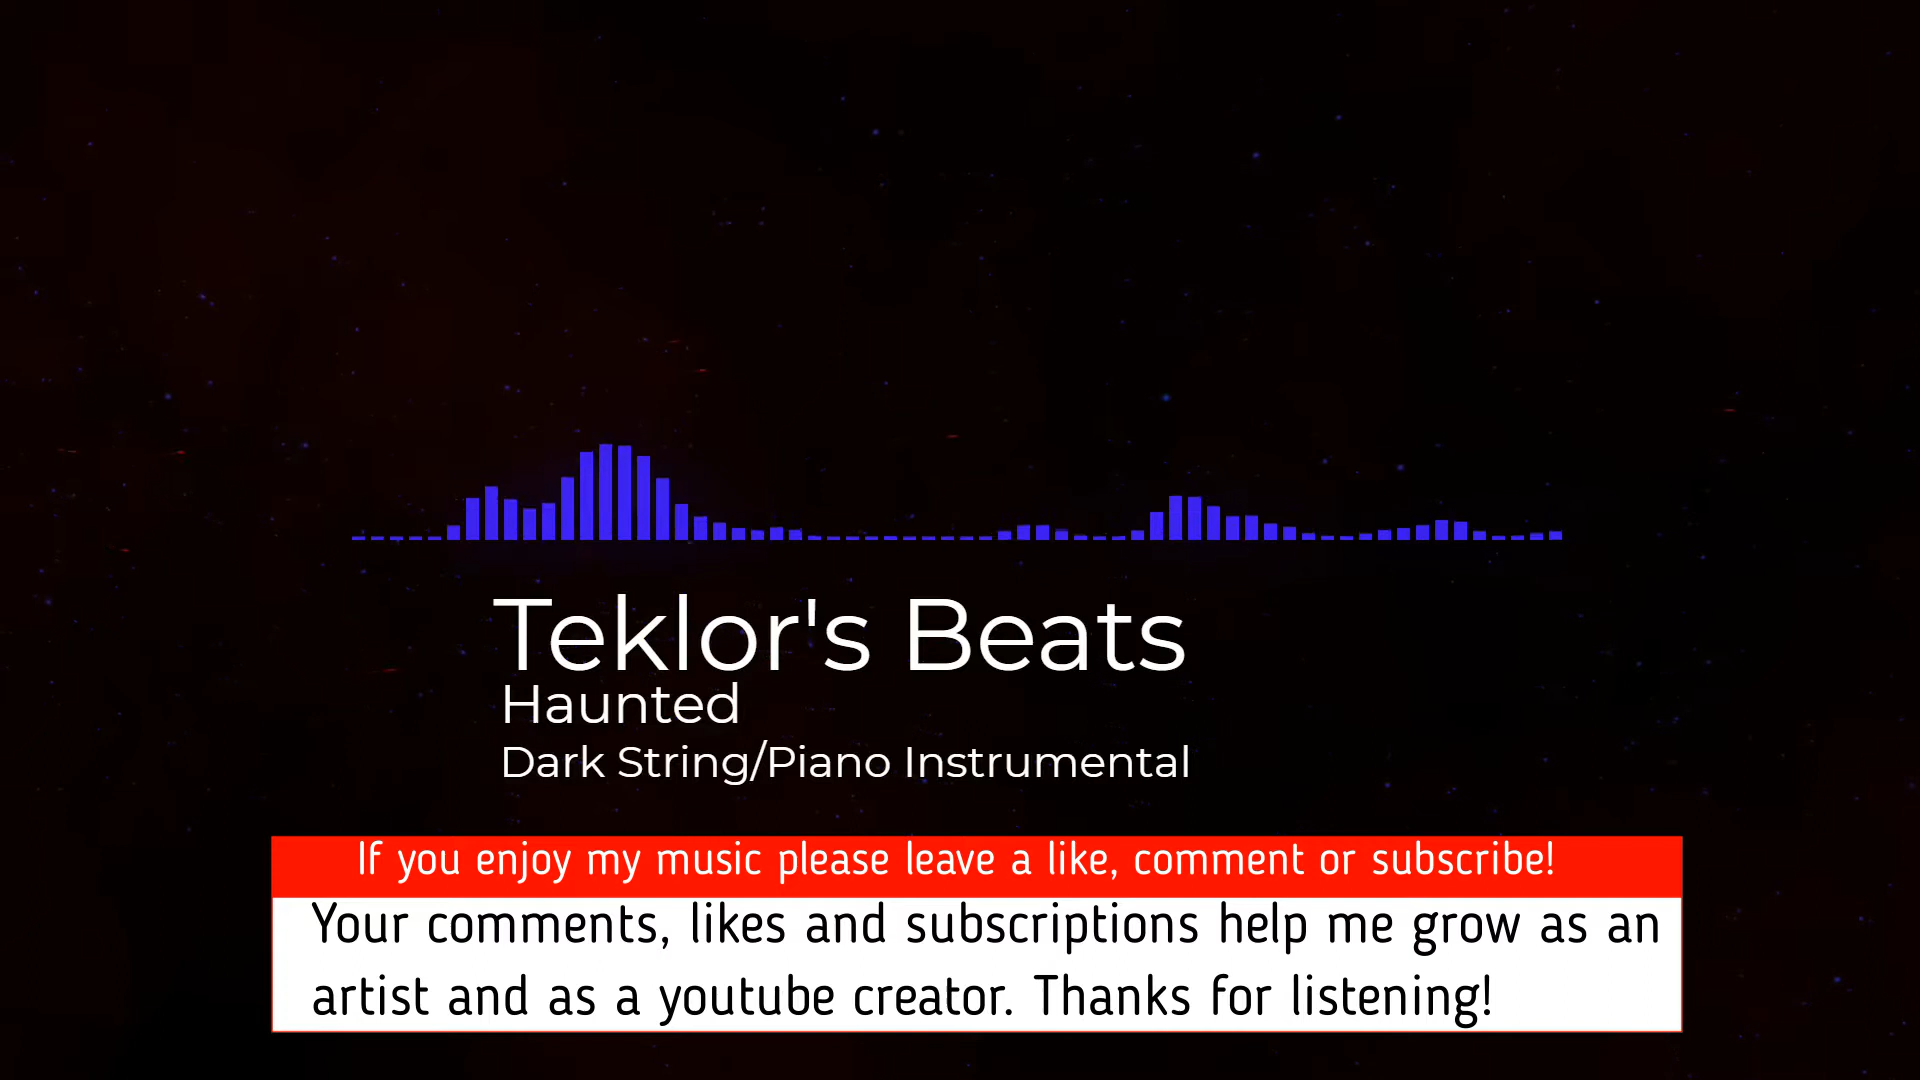 Teklor's Beats
Haunted
Dark String/Piano Instrumental
If you enjoy my music please leave a like, comment or subscribe!
Your comments, likes and subscriptions help me grow as an
artist and as a youtube creator. Thanks for listening!